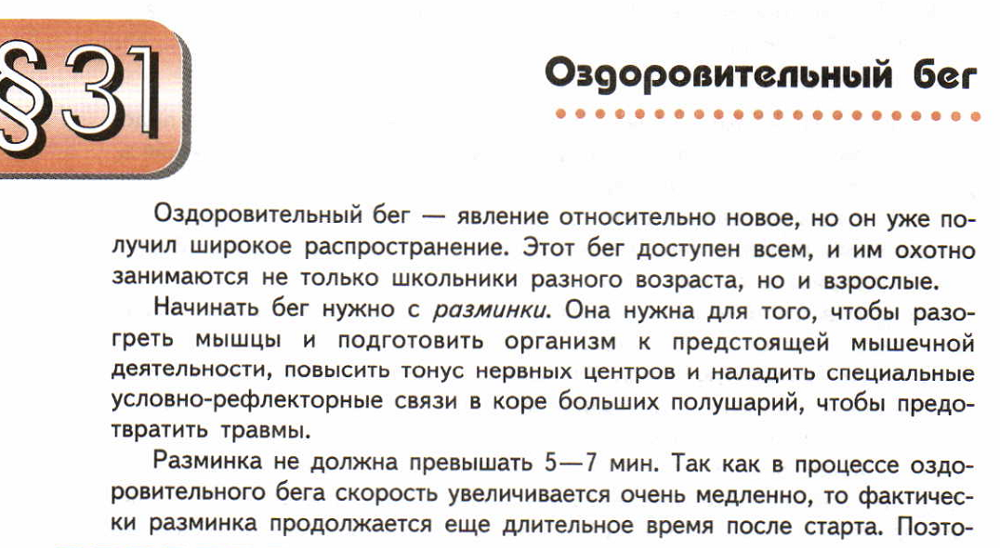 §31
Оздоровительный бег
Оздоровительный бег — явление относительно новое, но он уже по-
лучил широкое распространение. Этот бег доступен всем, и им охотно
занимаются не только школьники разного возраста, но и взрослые.
Начинать бег нужно с разминки. Она нужна для того, чтобы разо-
греть мышцы и подготовить организм к предстоящей мышечной
деятельности, повысить тонус нервных центров и наладить специальные
условно-рефлекторные связи в коре больших полушарий, чтобы предо-
твратить травмы.
Разминка не должна превышать 5—7 мин. Так как в процессе оздо-
ровительного бега скорость увеличивается очень медленно, то фактичес-
ки разминка продолжается еще длительное время после старта. Поэто-